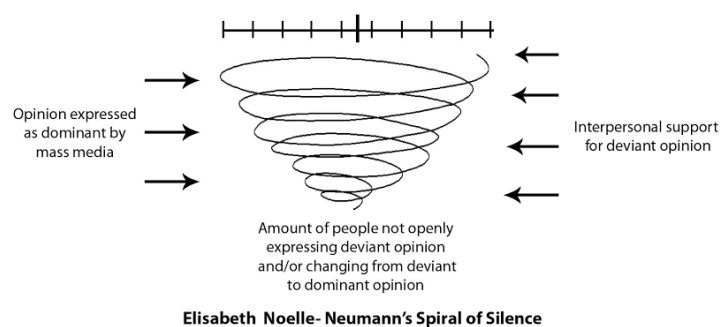 Opinion expressed
as dominant by
mass media
Interpersonal support
for deviant opinion
Amount of people not openly
expressing deviant opinion
and/or changing from deviant
to dominant opinion
Elisabeth Noelle- Neumann's Spiral of Silence